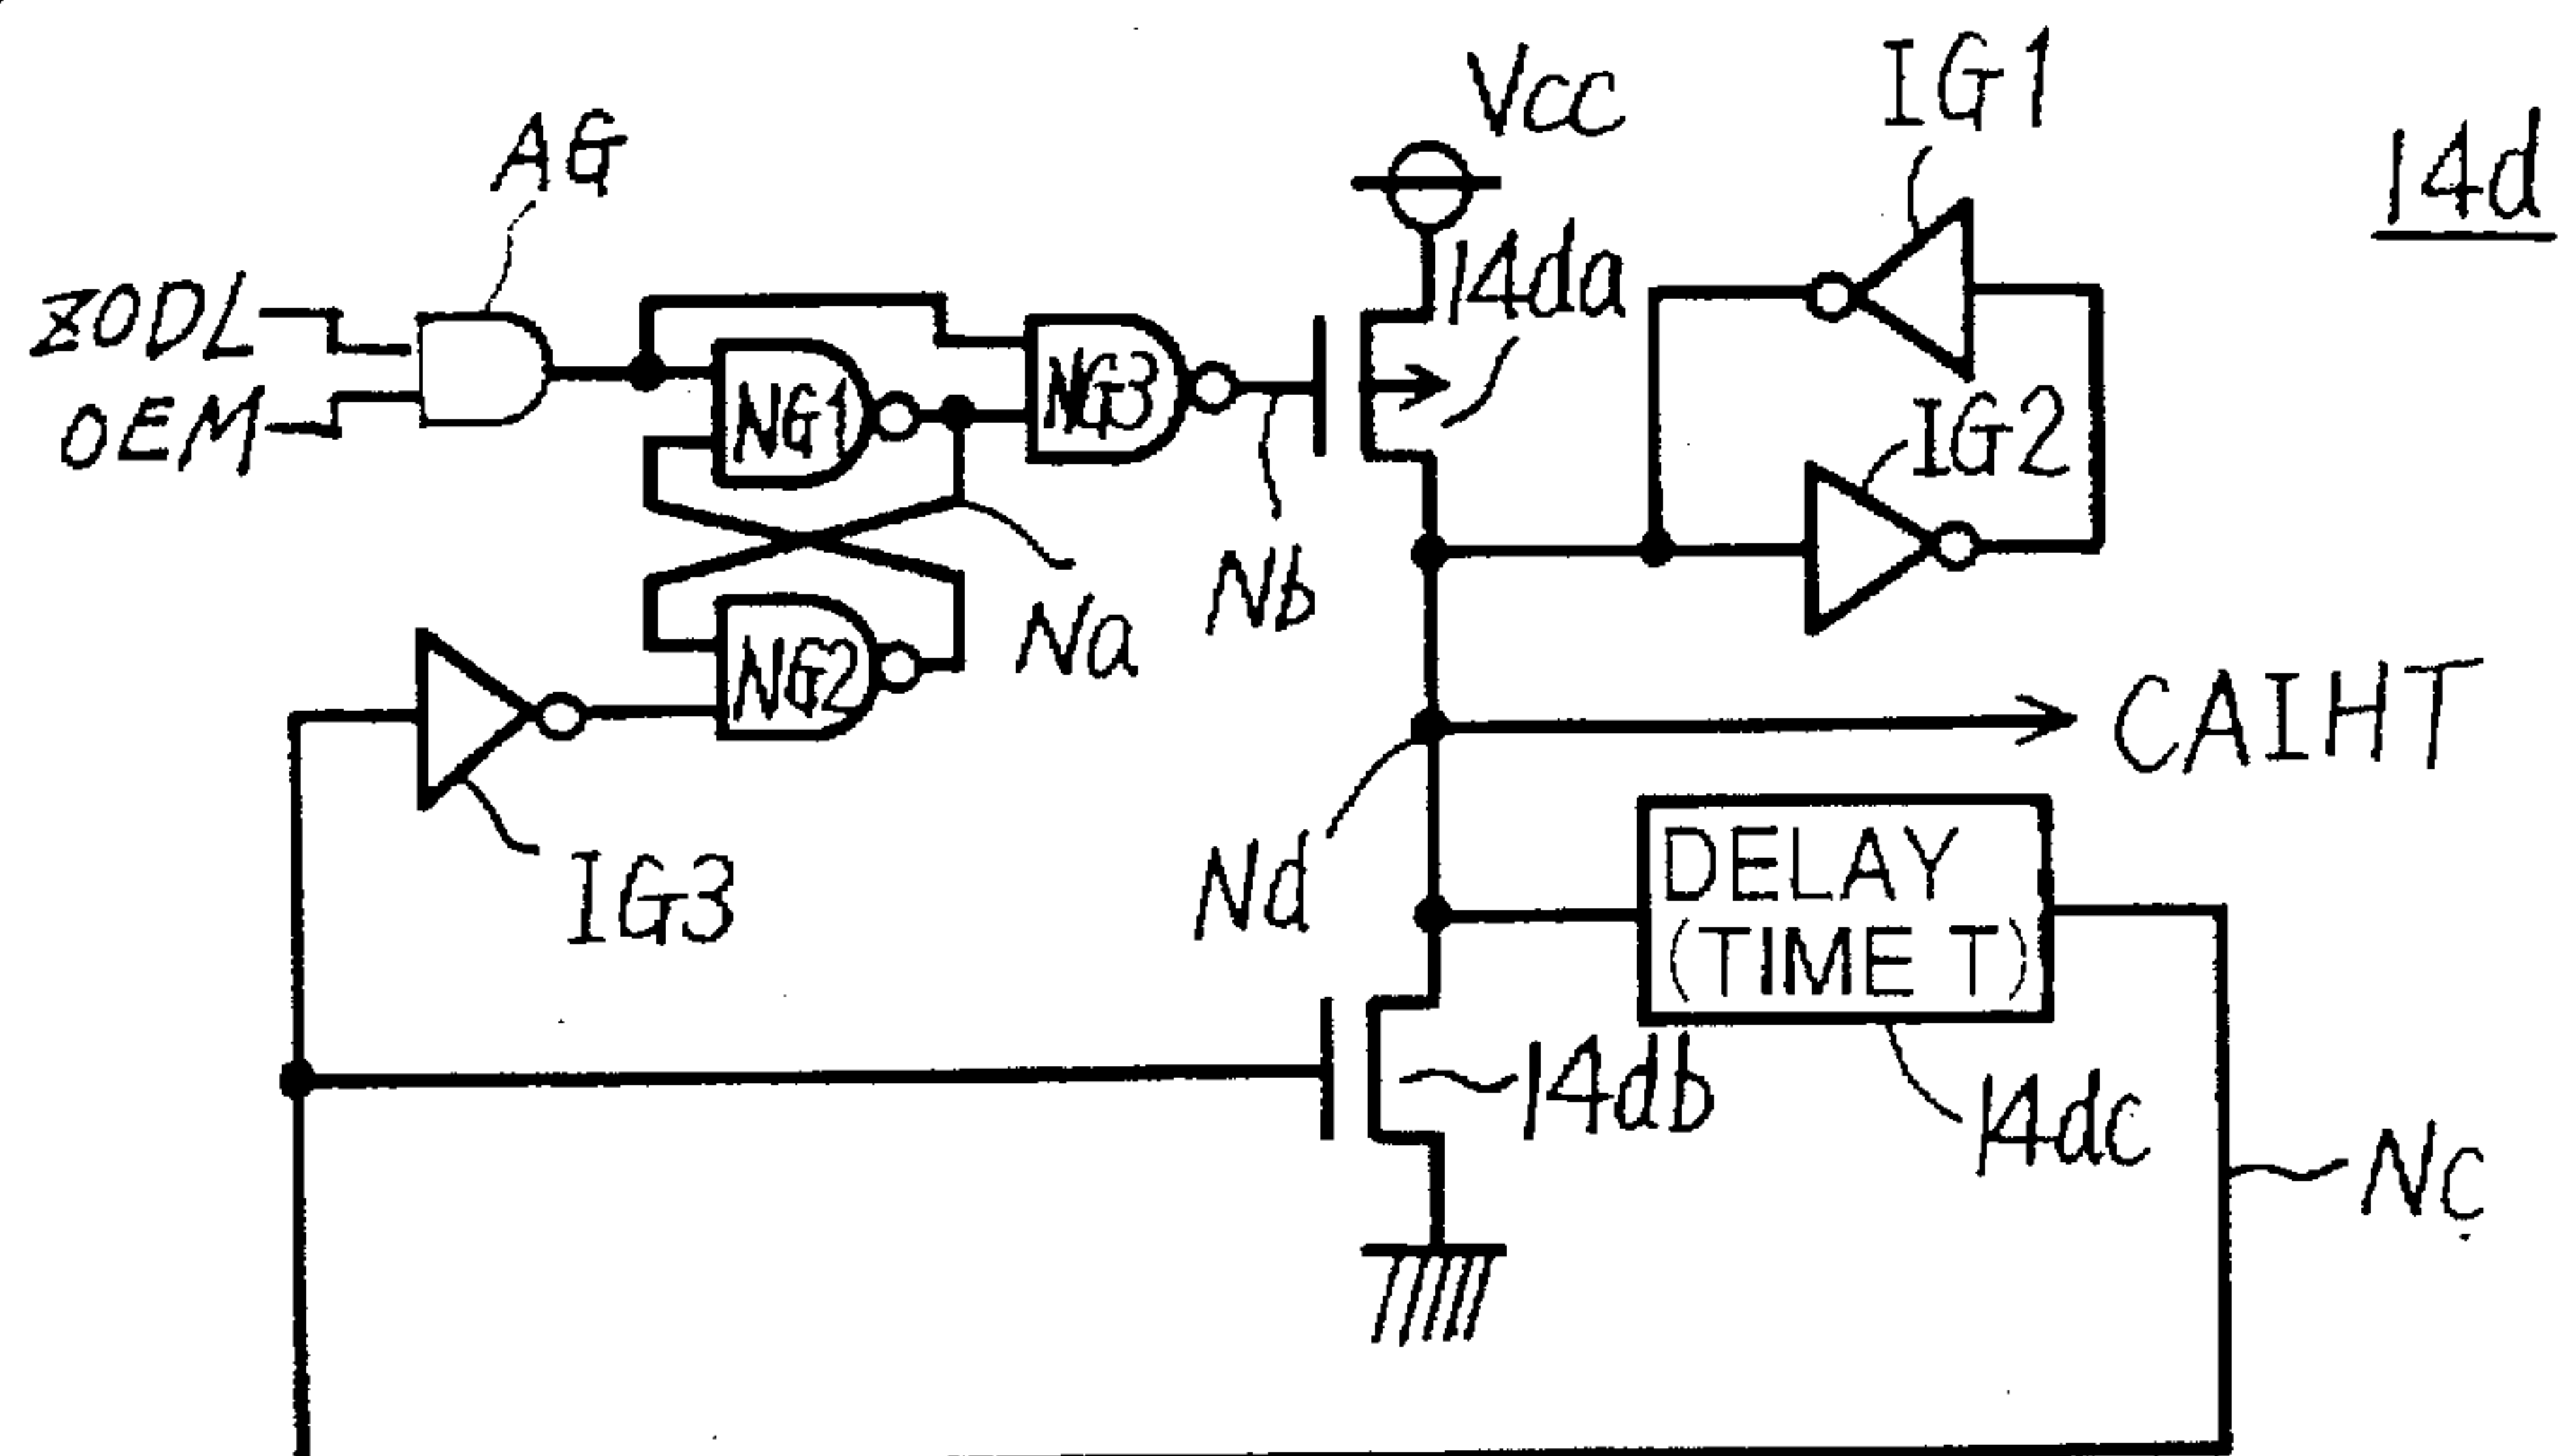 AG
Vcc
IG1
14d
ZODL
OEM
14da
NG1
NG3
IG2
Nb
Na
NG2
CAIHT
IG3
Nd
DELAY
(TIME T)
14db
14dc
Nc